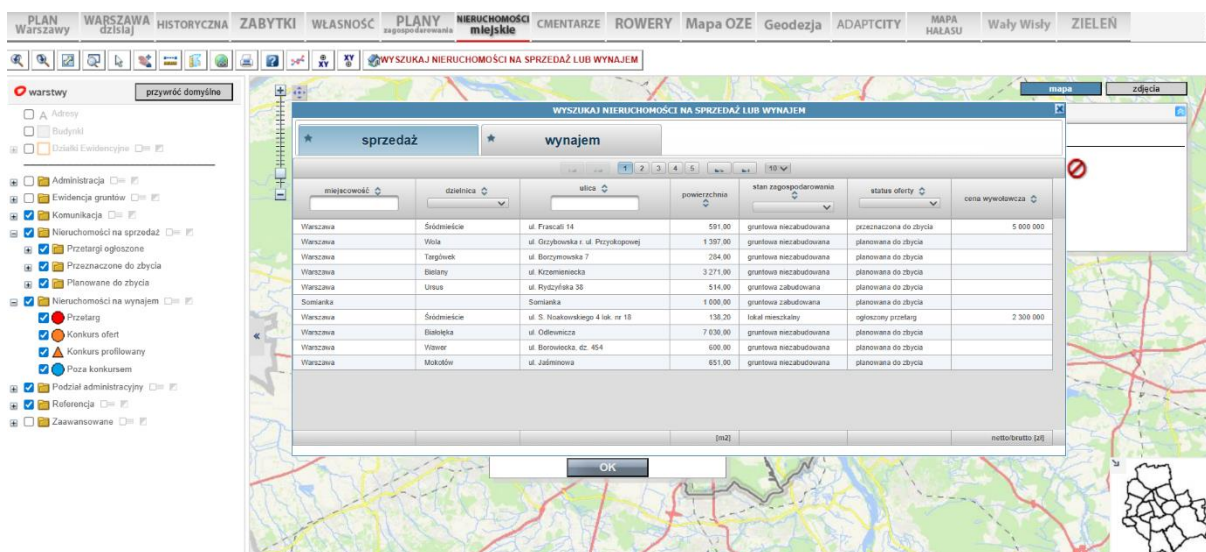 PLAN Warszawy
WARSZAWA dzisiaj
HISTORYCZNA
ZABYTKI
WŁASNOŚĆ
PLANY zagospodarowania
NIERUCHOMOŚCI miejskie
CMENTARZE
ROWERY
Mapa OZE
Geodezja
ADAPTCITY
MAPA HAŁASU
Wały Wisły
ZIELEŃ
XY
XY
WYSZUKAJ NIERUCHOMOŚCI NA SPRZEDAŻ LUB WYNAJEM
warstwy
przywróć domyślne
Adresy
Budynki
Działki Ewidencyjne
Administracja
Ewidencja gruntów
Komunikacja
Nieruchomości na sprzedaż
Przetargi ogłoszone
Przeznaczone do zbycia
Planowane do zbycia
Nieruchomości na wynajem
Przetarg
Konkurs ofert
Konkurs profilowany
Poza konkursem
Podział administracyjny
Referencja
Zaawansowane
mapa
zdjęcia
WYSZUKAJ NIERUCHOMOŚCI NA SPRZEDAŻ LUB WYNAJEM
sprzedaż
wynajem
1 2 3 4 5 10
miejscowość dzielnica ulica powierzchnia stan zagospodarowania status oferty cena wywoławcza
Warszawa Śródmieście ul. Frascati 14 591,00 gruntowa niezabudowana przeznaczona do zbycia 5 000 000
Warszawa Wola ul. Grzybowska r. ul. Przyokopowej 1 397,00 gruntowa niezabudowana planowana do zbycia
Warszawa Targówek ul. Borzymowska 7 284,00 gruntowa niezabudowana planowana do zbycia
Warszawa Bielany ul. Krzemieniecka 3 271,00 gruntowa niezabudowana planowana do zbycia
Warszawa Ursus ul. Rydzyńska 38 514,00 gruntowa zabudowana planowana do zbycia
Somianka Somianka 1 000,00 gruntowa zabudowana planowana do zbycia
Warszawa Śródmieście ul. S. Noakowskiego 4 lok. nr 18 138,20 lokal mieszkalny ogłoszony przetarg 2 300 000
Warszawa Białołęka ul. Odlewnicza 7 030,00 gruntowa niezabudowana planowana do zbycia
Warszawa Wawer ul. Borowiecka, dz. 454 600,00 gruntowa niezabudowana planowana do zbycia
Warszawa Mokotów ul. Jaśminowa 651,00 gruntowa niezabudowana planowana do zbycia
[m2] netto/brutto [zł]
OK